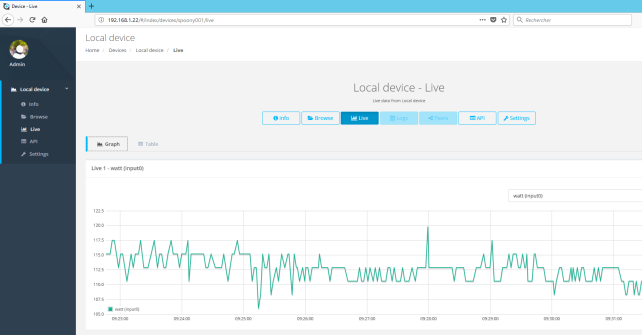 Device - Live
192.168.1.22/#/index/devices/spoony001/live
Rechercher
Admin
Local device
Info
Browse
Live
API
Settings
Local device
Home / Devices / Local device / Live
Local device - Live
Live data from Local device
Info Browse Live Logs API Settings
Graph Table
Live 1 - watt (input0)
watt (input0)
122.5
120.0
117.5
115.0
112.5
110.0
107.5
105.0
watt (input0)
09:23:00 09:24:00 09:25:00 09:26:00 09:27:00 09:28:00 09:29:00 09:30:00 09:31:00